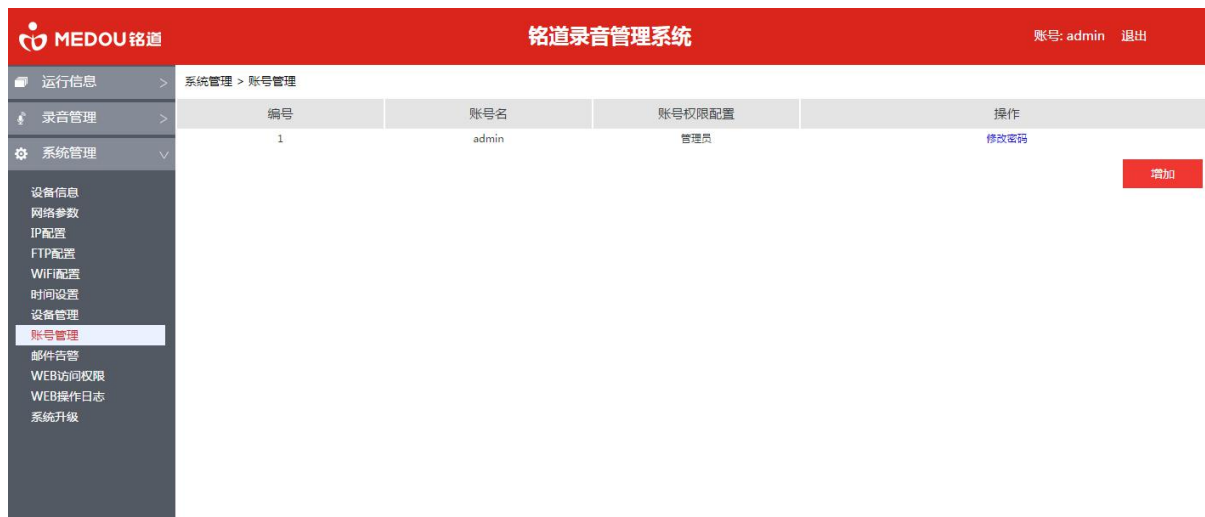 MEDOU铭道 铭道录音管理系统 账号: admin 退出
运行信息 >
录音管理 >
系统管理 ∨
设备信息
网络参数
IP配置
FTP配置
WiFi配置
时间设置
设备管理
账号管理
邮件告警
WEB访问权限
WEB操作日志
系统升级
系统管理 > 账号管理
编号 账号名 账号权限配置 操作
1 admin 管理员 修改密码
增加